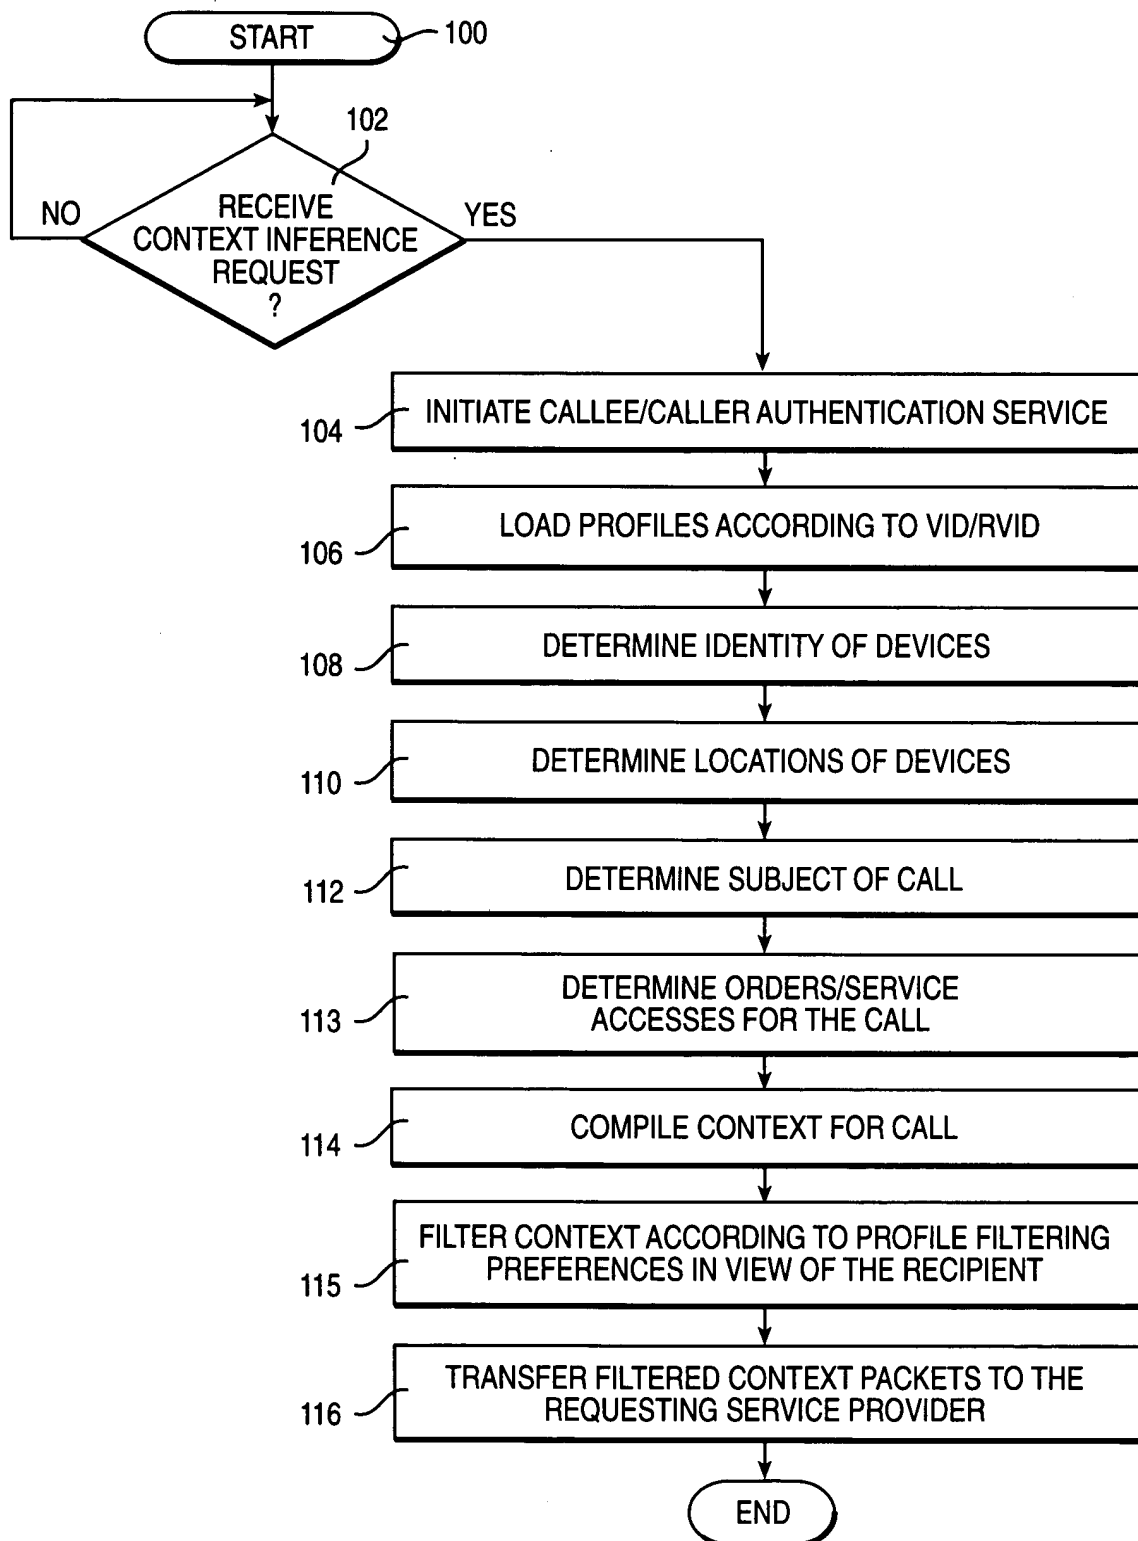 START
100
102
NO
RECEIVE
CONTEXT INFERENCE
REQUEST
?
YES
INITIATE CALLEE/CALLER AUTHENTICATION SERVICE
104
LOAD PROFILES ACCORDING TO VID/RVID
106
DETERMINE IDENTITY OF DEVICES
108
DETERMINE LOCATIONS OF DEVICES
110
DETERMINE SUBJECT OF CALL
112
DETERMINE ORDERS/SERVICE
ACCESSES FOR THE CALL
113
COMPILE CONTEXT FOR CALL
114
FILTER CONTEXT ACCORDING TO PROFILE FILTERING
PREFERENCES IN VIEW OF THE RECIPIENT
115
TRANSFER FILTERED CONTEXT PACKETS TO THE
REQUESTING SERVICE PROVIDER
116
END